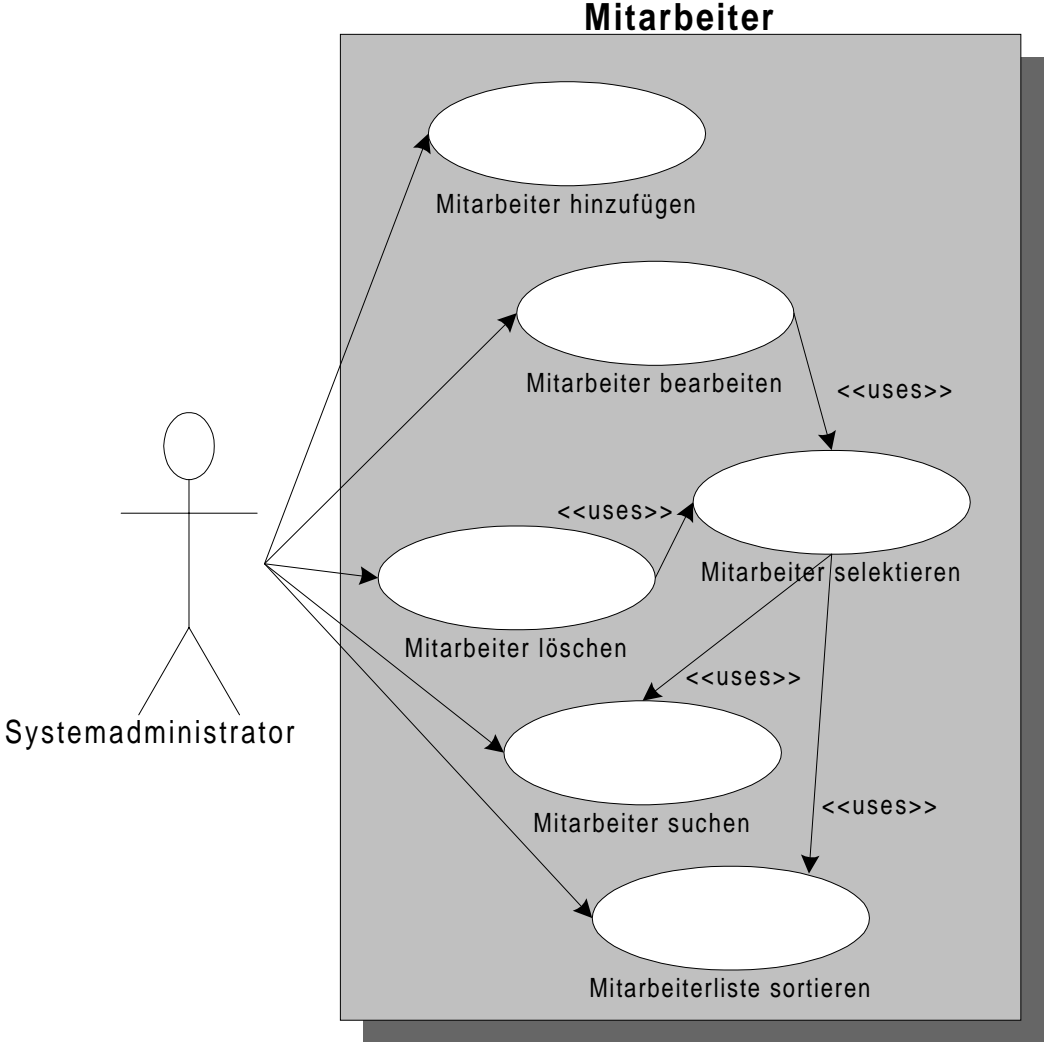 Mitarbeiter
Mitarbeiter hinzufügen
Mitarbeiter bearbeiten
<<uses>>
<<uses>>
Mitarbeiter selektieren
Mitarbeiter löschen
<<uses>>
Systemadministrator
<<uses>>
Mitarbeiter suchen
Mitarbeiterliste sortieren